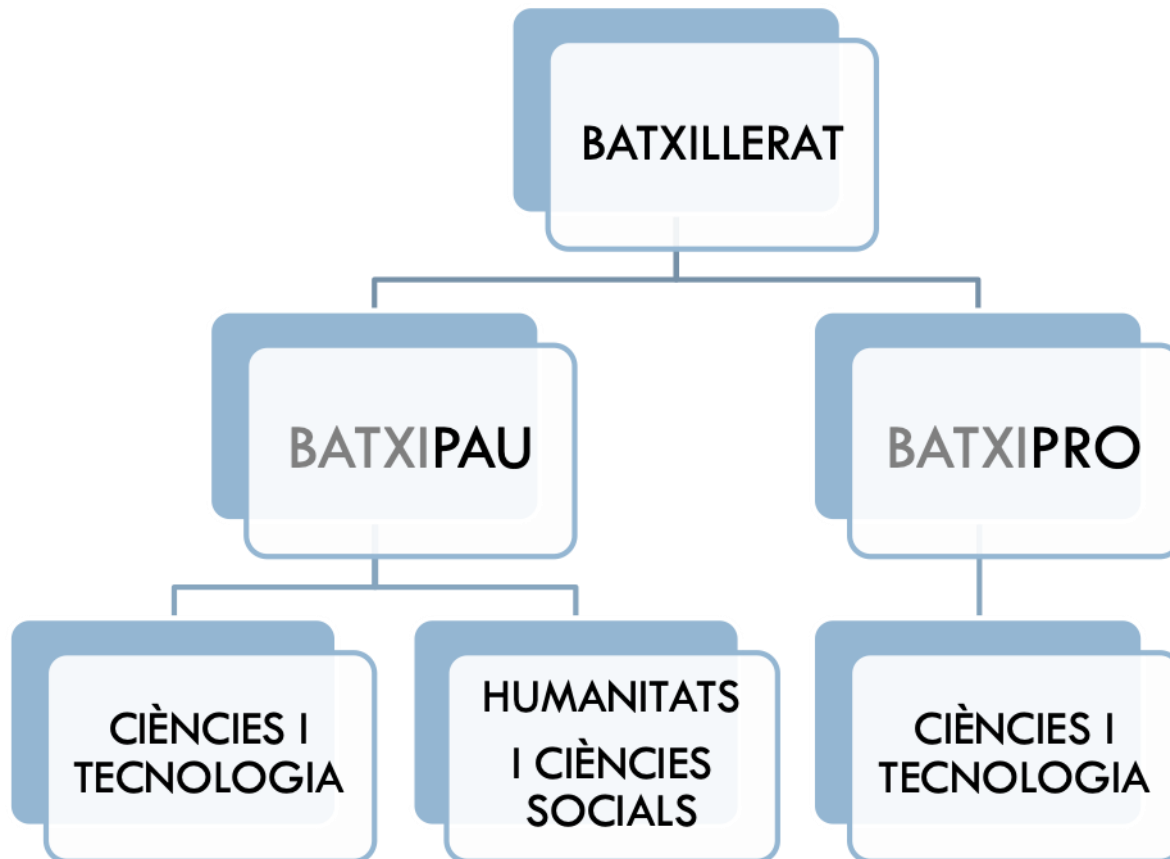 BATXILLERAT
BATXIPAU
BATXIPRO
CIÈNCIES I
TECNOLOGIA
HUMANITATS
I CIÈNCIES
SOCIALS
CIÈNCIES I
TECNOLOGIA